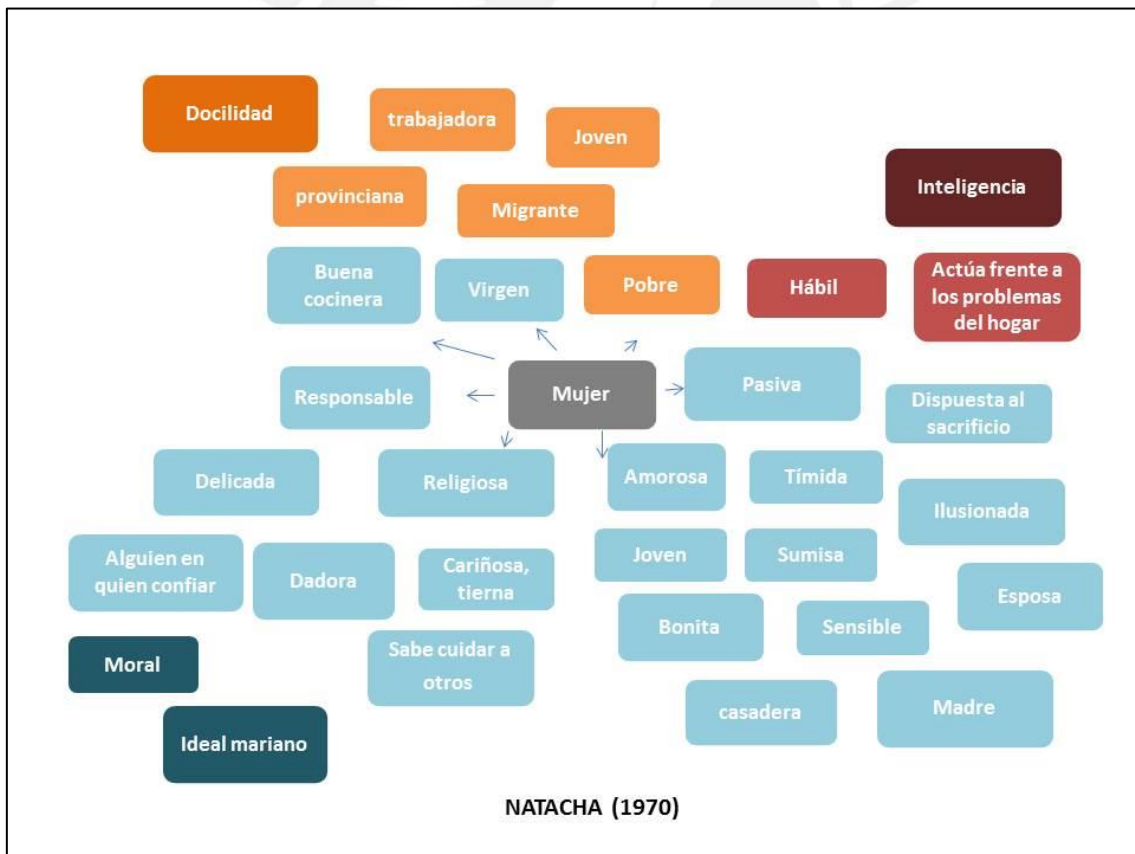 Docilidad
trabajadora
Joven
Inteligencia
provinciana
Migrante
Buena
cocinera
Virgen
Pobre
Hábil
Actúa frente a
los problemas
del hogar
Responsable
Mujer
Pasiva
Dispuesta al
sacrificio
Delicada
Religiosa
Amorosa
Tímida
Ilusionada
Alguien en
quien confiar
Dadora
Cariñosa,
tierna
Joven
Sumisa
Esposa
Bonita
Sensible
Moral
Sabe cuidar a
otros
casadera
Madre
Ideal mariano
NATACHA (1970)